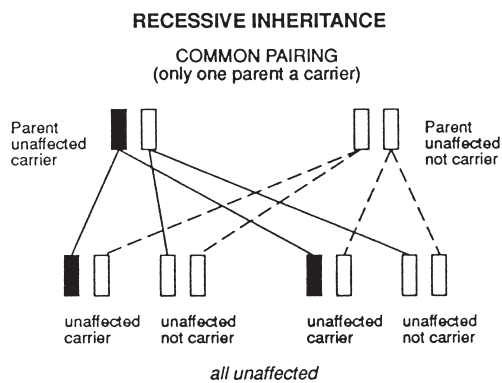 RECESSIVE INHERITANCE
COMMON PAIRING
(only one parent a carrier)
Parent
unaffected
carrier
Parent
unaffected
not carrier
unaffected
carrier
unaffected
not carrier
unaffected
carrier
unaffected
not carrier
all unaffected